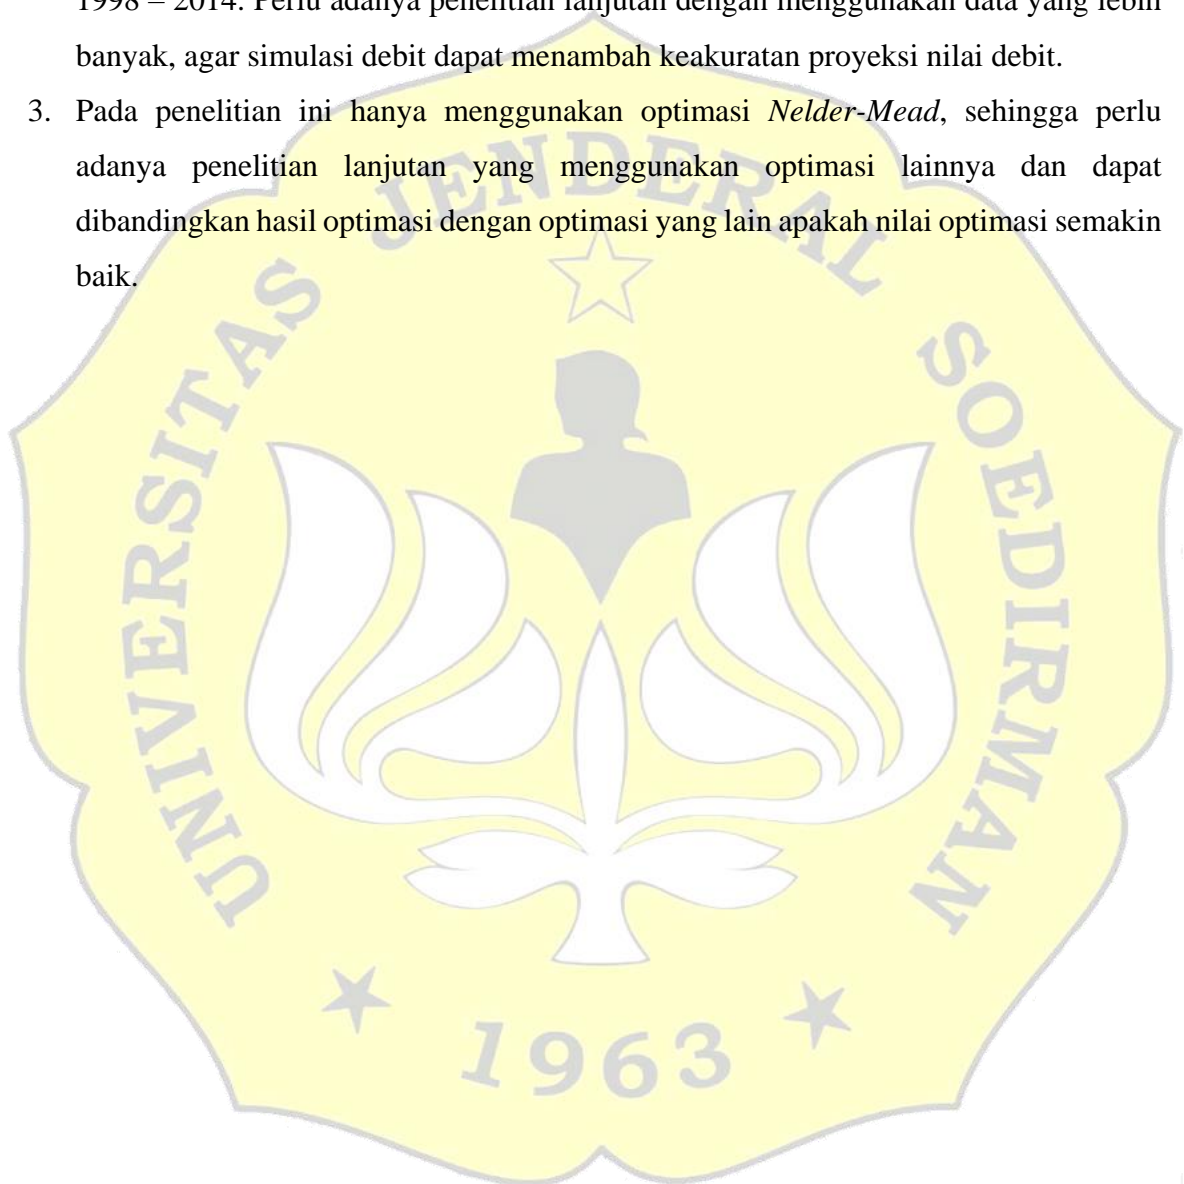 1998 – 2014. Perlu adanya penelitian lanjutan dengan menggunakan data yang lebih
banyak, agar simulasi debit dapat menambah keakuratan proyeksi nilai debit.
3. Pada penelitian ini hanya menggunakan optimasi Nelder-Mead, sehingga perlu
adanya penelitian lanjutan yang menggunakan optimasi lainnya dan dapat
dibandingkan hasil optimasi dengan optimasi yang lain apakah nilai optimasi semakin
baik.
UNIVERSITAS JENDERAL SOEDIRMAN
1963